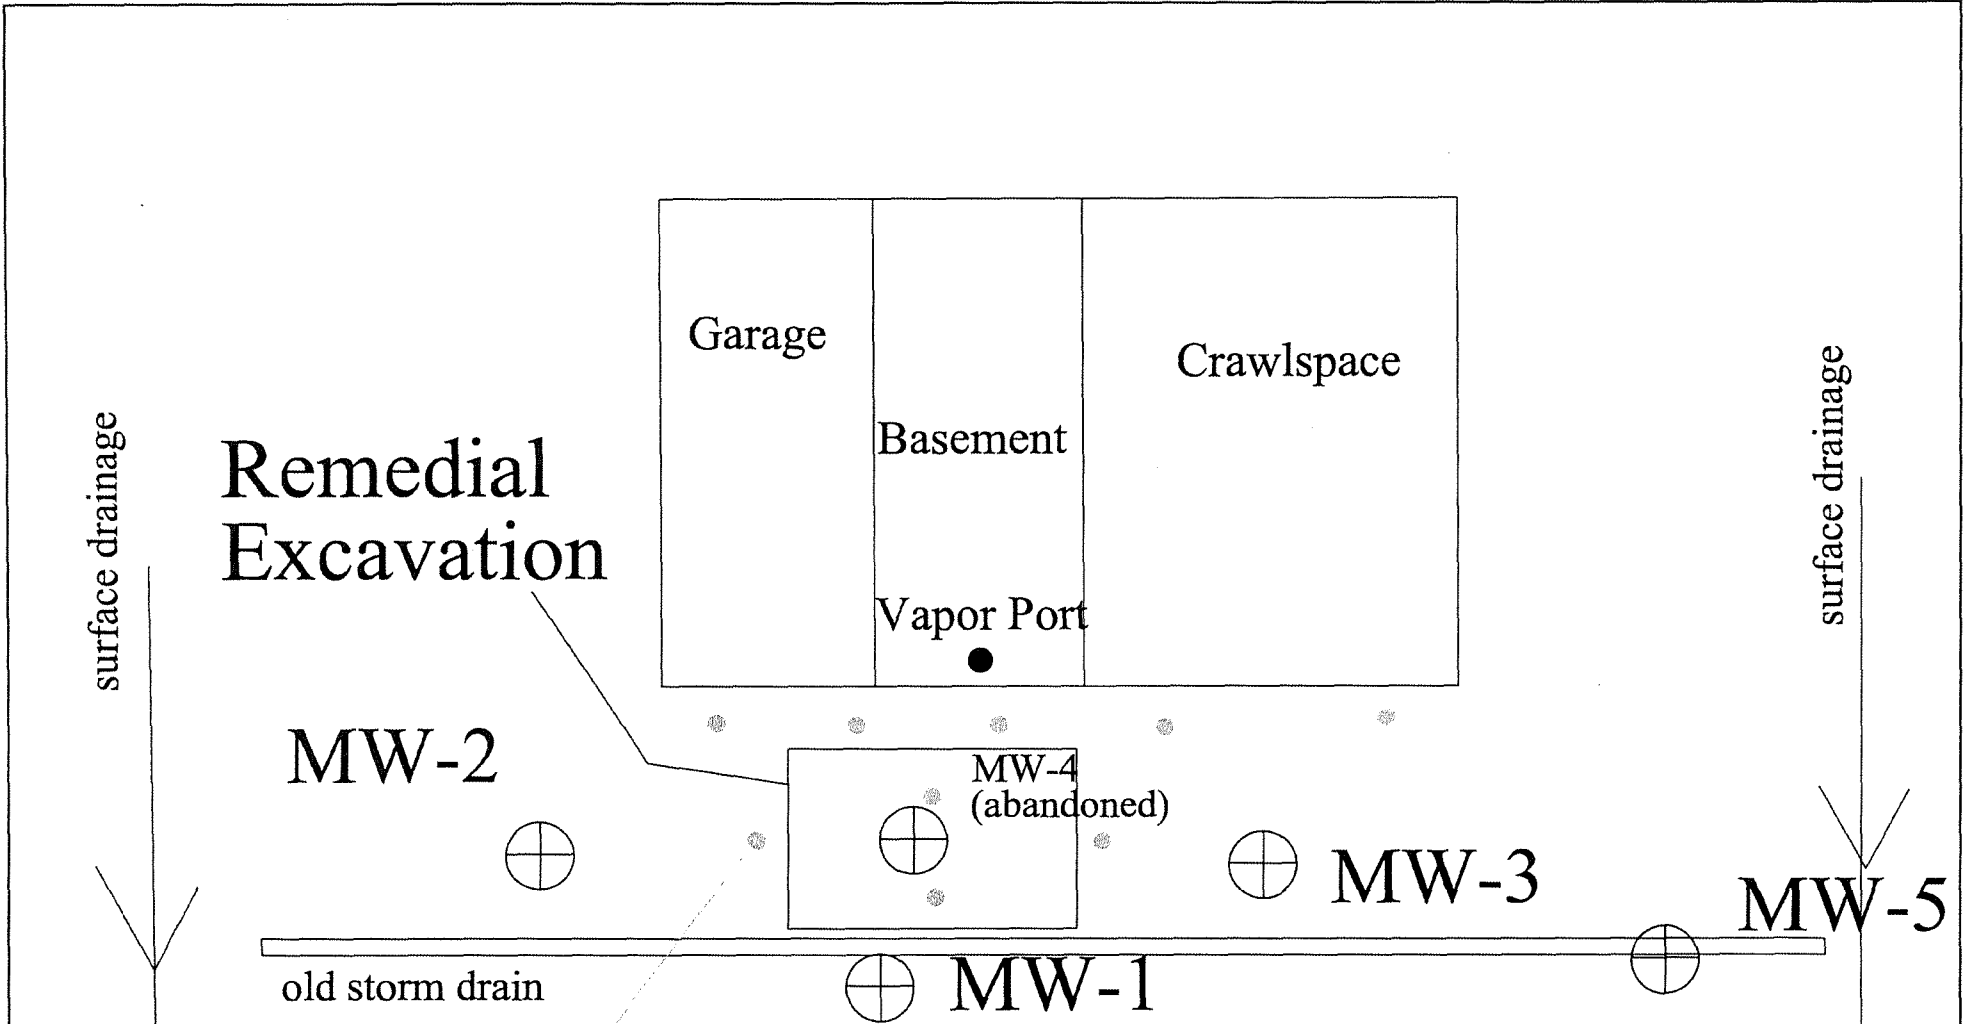 Garage
Crawlspace
Basement
Remedial
Excavation
surface drainage
surface drainage
Vapor Port
MW-2
MW-4
(abandoned)
MW-3
MW-5
old storm drain
MW-1